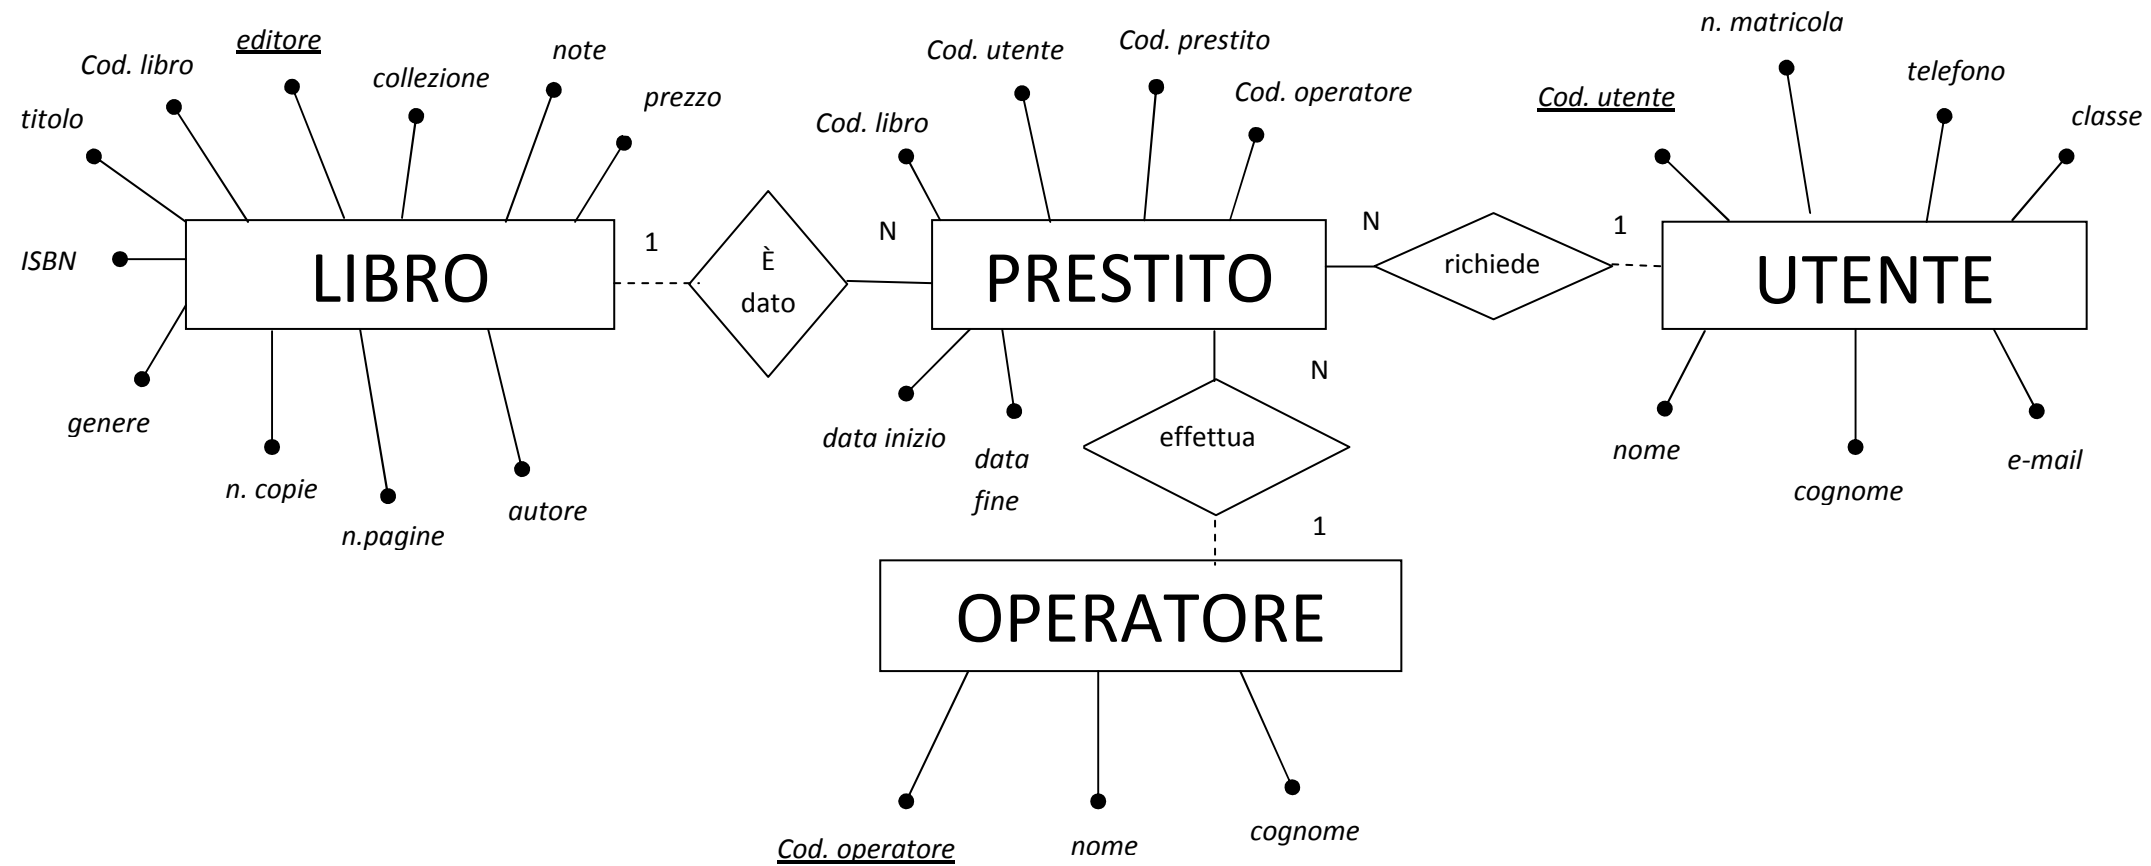 n. matricola
editore
note
Cod. utente
Cod. prestito
Cod. libro
collezione
telefono
prezzo
Cod. operatore
Cod. utente
titolo
Cod. libro
classe
1
N
N
1
ISBN
LIBRO
È
dato
PRESTITO
richiede
UTENTE
N
genere
data inizio
data
fine
effettua
nome
e-mail
n. copie
autore
cognome
n.pagine
1
OPERATORE
Cod. operatore
nome
cognome